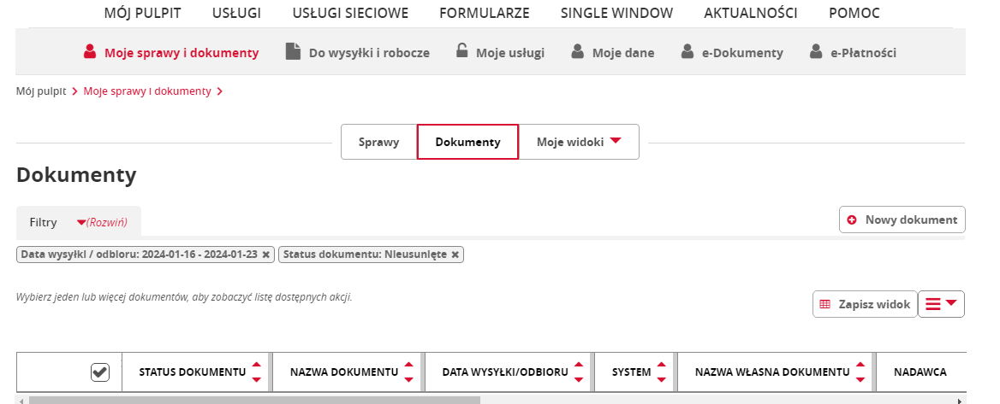 MÓJ PULPIT USŁUGI USŁUGI SIECIOWE FORMULARZE SINGLE WINDOW AKTUALNOŚCI POMOC
Moje sprawy i dokumenty Do wysyłki i robocze Moje usługi Moje dane e-Dokumenty e-Płatności
Mój pulpit Moje sprawy i dokumenty
Sprawy Dokumenty Moje widoki
Dokumenty
Filtry (Rozwiń) Nowy dokument
Data wysyłki / odbioru: 2024-01-16 - 2024-01-23 Status dokumentu: Nieusunięte
Wybierz jeden lub więcej dokumentów, aby zobaczyć listę dostępnych akcji.
Zapisz widok
STATUS DOKUMENTU NAZWA DOKUMENTU DATA WYSYŁKI/ODBIORU SYSTEM NAZWA WŁASNA DOKUMENTU NADAWCA